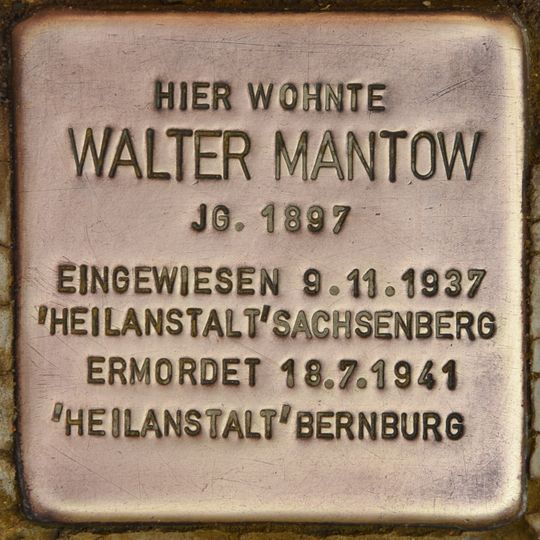 HIER WOHNTE
WALTER MANTOW
JG. 1897
EINGEWIESEN 9.11.1937
'HEILANSTALT' SACHSENBERG
ERMORDET 18.7.1941
'HEILANSTALT' BERNBURG